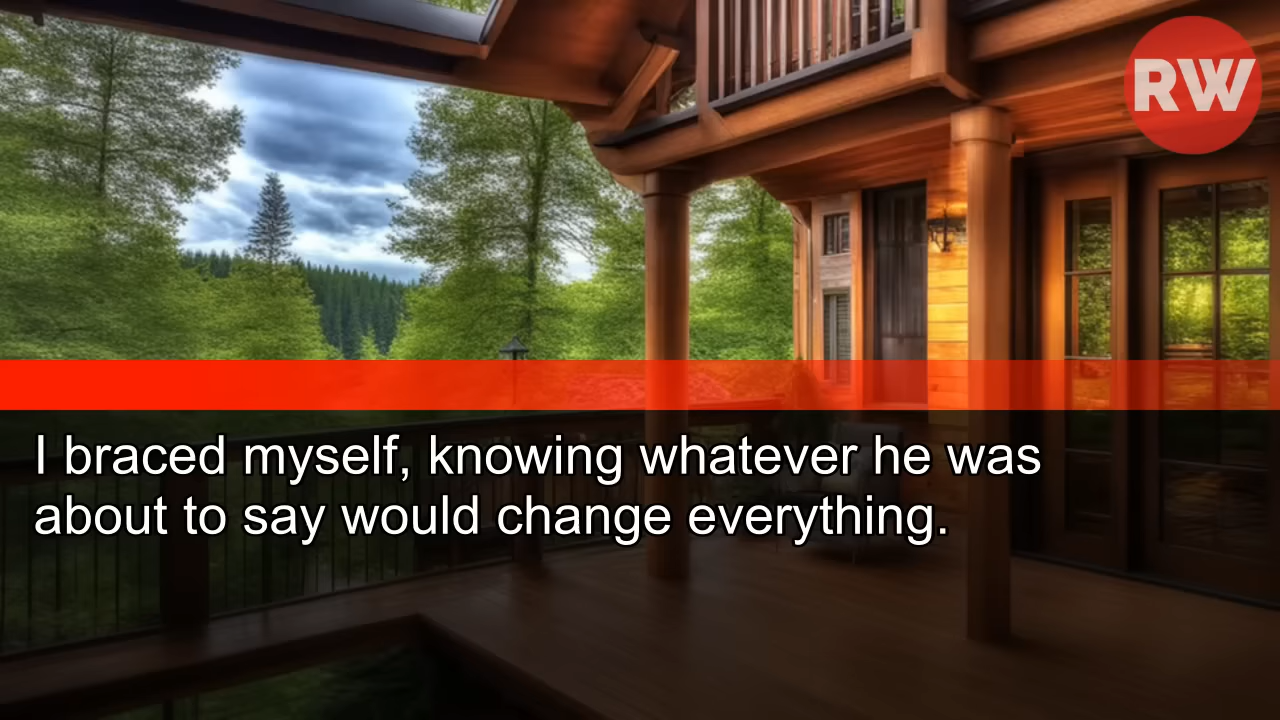 RW
I braced myself, knowing whatever he was
about to say would change everything.